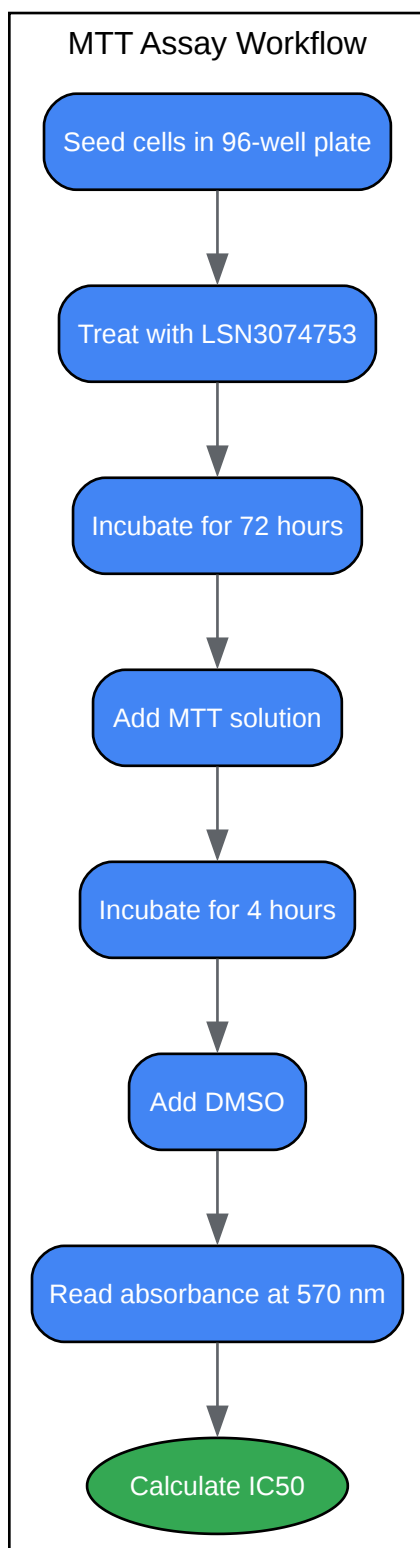 MTT Assay Workflow
Seed cells in 96-well plate
Treat with LSN3074753
Incubate for 72 hours
Add MTT solution
Incubate for 4 hours
Add DMSO
Read absorbance at 570 nm
Calculate IC50